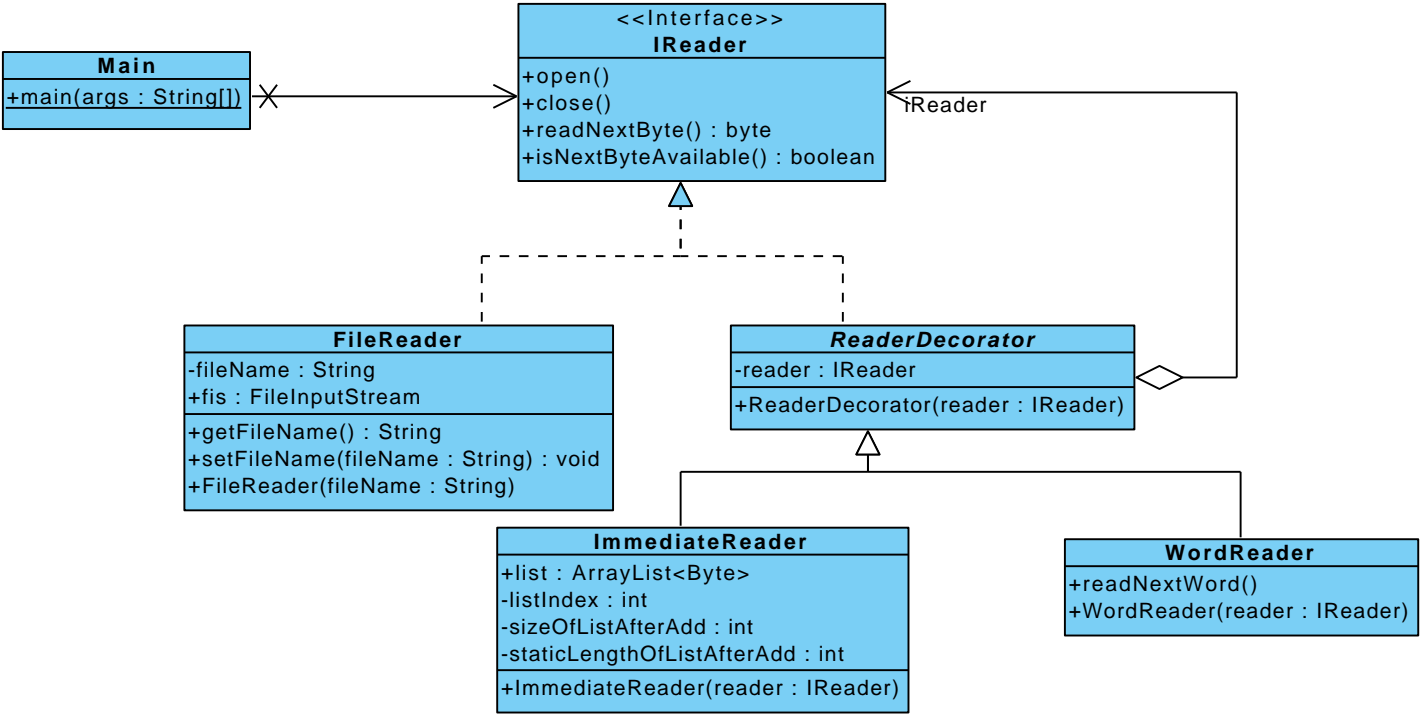 <<Interface>>
IReader
+open()
+close()
+readNextByte() : byte
+isNextByteAvailable() : boolean
Main
+main(args : String[])
iReader
FileReader
-fileName : String
+fis : FileInputStream
+getFileName() : String
+setFileName(fileName : String) : void
+FileReader(fileName : String)
ReaderDecorator
-reader : IReader
+ReaderDecorator(reader : IReader)
ImmediateReader
+list : ArrayList<Byte>
-listIndex : int
-sizeOfListAfterAdd : int
-staticLengthOfListAfterAdd : int
+ImmediateReader(reader : IReader)
WordReader
+readNextWord()
+WordReader(reader : IReader)